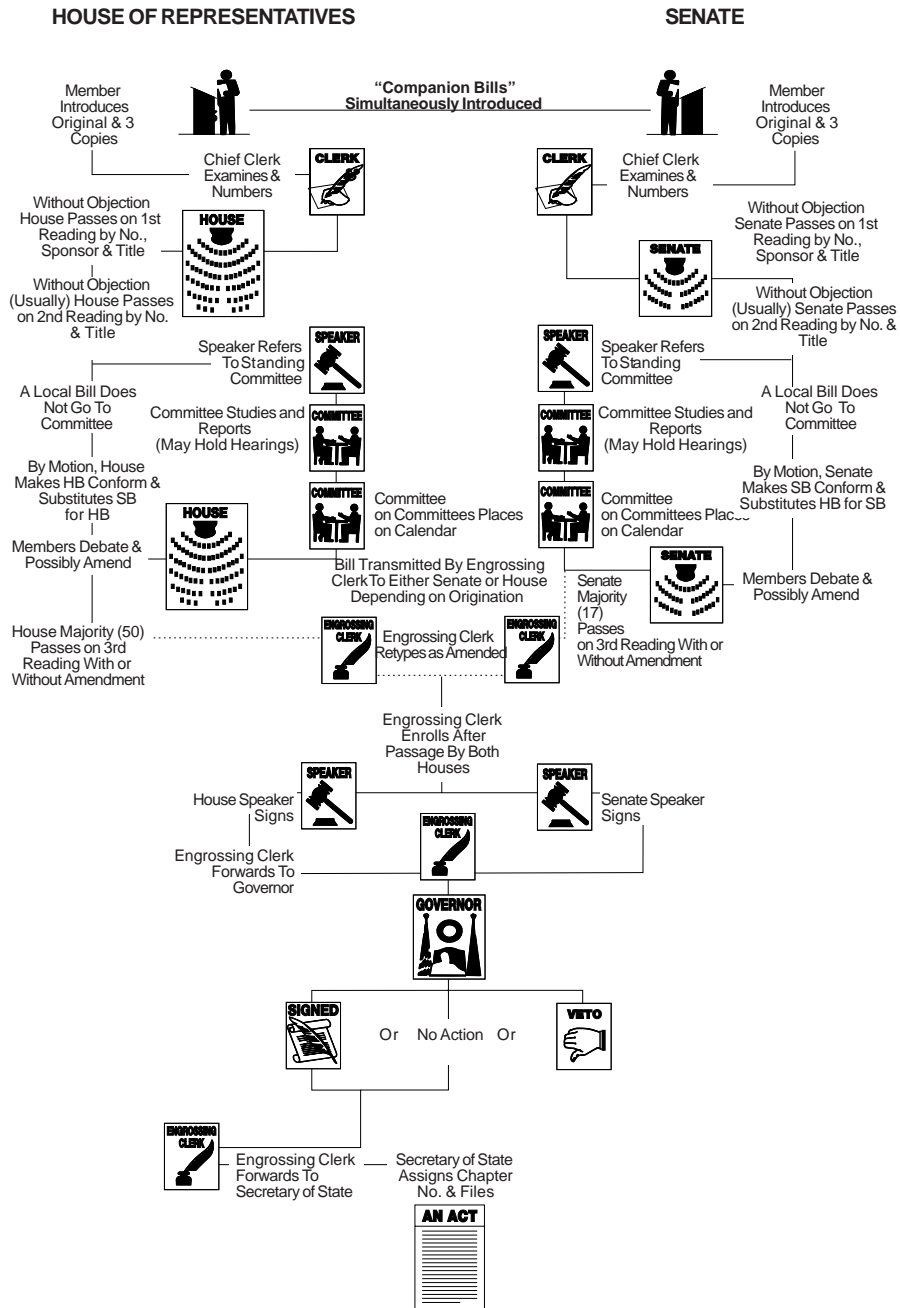 HOUSE OF REPRESENTATIVES
SENATE
“Companion Bills”
Simultaneously Introduced
Member
Introduces
Original & 3
Copies
Member
Introduces
Original & 3
Copies
Chief Clerk
Examines &
Numbers
CLERK
CLERK
Chief Clerk
Examines &
Numbers
Without Objection
House Passes on 1st
Reading by No.,
Sponsor & Title
HOUSE
Without Objection
Senate Passes on 1st
Reading by No.,
Sponsor & Title
SENATE
Without Objection
(Usually) House Passes
on 2nd Reading by No.
& Title
Without Objection
(Usually) Senate Passes
on 2nd Reading by No. &
Title
Speaker Refers
To Standing
Committee
SPEAKER
SPEAKER
Speaker Refers
To Standing
Committee
A Local Bill Does
Not Go To
Committee
Committee Studies and
Reports
(May Hold Hearings)
COMMITTEE
COMMITTEE
Committee Studies and
Reports
(May Hold Hearings)
A Local Bill Does
Not Go To
Committee
By Motion, House
Makes HB Conform &
Substitutes SB
for HB
HOUSE
COMMITTEE
Committee
on Committees Places
on Calendar
COMMITTEE
Committee
on Committees Places
on Calendar
By Motion, Senate
Makes SB Conform &
Substitutes HB for SB
Members Debate &
Possibly Amend
Bill Transmitted By Engrossing
Clerk To Either Senate or House
Depending on Origination
SENATE
Members Debate &
Possibly Amend
House Majority (50)
Passes on 3rd
Reading With or
Without Amendment
ENGROSSING
CLERK
Engrossing Clerk
Retypes as Amended
ENGROSSING
CLERK
Senate
Majority
(17)
Passes
on 3rd Reading With or
Without Amendment
Engrossing Clerk
Enrolls After
Passage By Both
Houses
House Speaker
Signs
SPEAKER
SPEAKER
Senate Speaker
Signs
ENGROSSING
CLERK
Engrossing Clerk
Forwards To
Governor
GOVERNOR
SIGNED
Or No Action Or
VETO
ENGROSSING
CLERK
Engrossing Clerk
Forwards To
Secretary of State
Secretary of State
Assigns Chapter
No. & Files
AN ACT